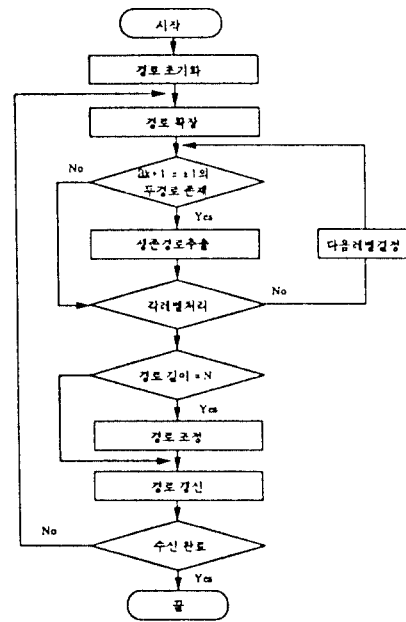 시작
경로 초기화
경로 확장
No
= ±1의
두경로 존재
Yes
생존경로추출
다음레벨결정
각레벨처리
No
경로 길이 = N
Yes
경로 조정
경로 갱신
No
수신 완료
Yes
끝